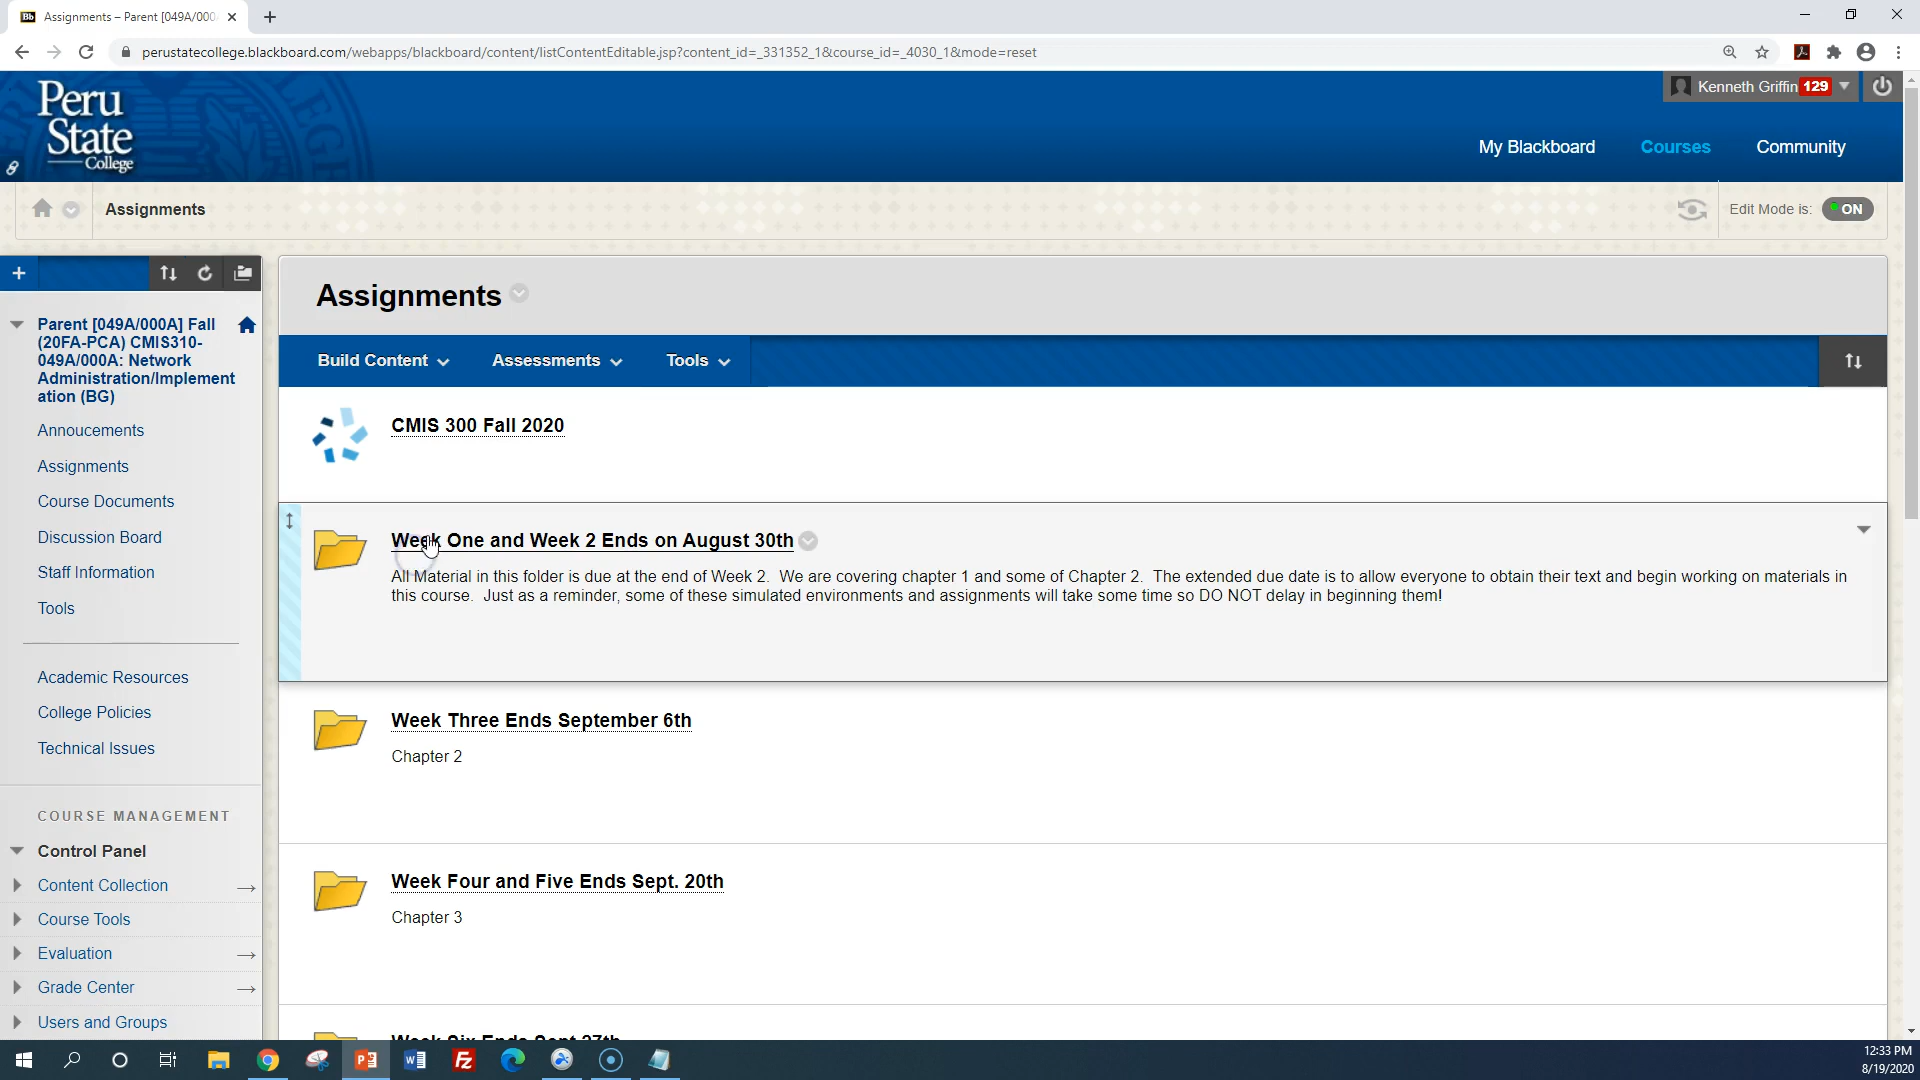 Assignments – Parent [049A/000
perustatecollege.blackboard.com/webapps/blackboard/content/listContentEditable.jsp?content_id=_331352_1&course_id=_4030_1&mode=reset
Peru
State
College
Kenneth Griffin 129
My Blackboard Courses Community
Assignments
Edit Mode is: ON
Assignments
Build Content Assessments Tools
Parent [049A/000A] Fall
(20FA-PCA) CMIS310-
049A/000A: Network
Administration/Implement
ation (BG)
Annoucements
Assignments
Course Documents
Discussion Board
Staff Information
Tools
Academic Resources
College Policies
Technical Issues
COURSE MANAGEMENT
Control Panel
Content Collection
Course Tools
Evaluation
Grade Center
Users and Groups
CMIS 300 Fall 2020
Week One and Week 2 Ends on August 30th
All Material in this folder is due at the end of Week 2. We are covering chapter 1 and some of Chapter 2. The extended due date is to allow everyone to obtain their text and begin working on materials in
this course. Just as a reminder, some of these simulated environments and assignments will take some time so DO NOT delay in beginning them!
Week Three Ends September 6th
Chapter 2
Week Four and Five Ends Sept. 20th
Chapter 3
Week Six Ends Sept 27th
12:33 PM
8/19/2020